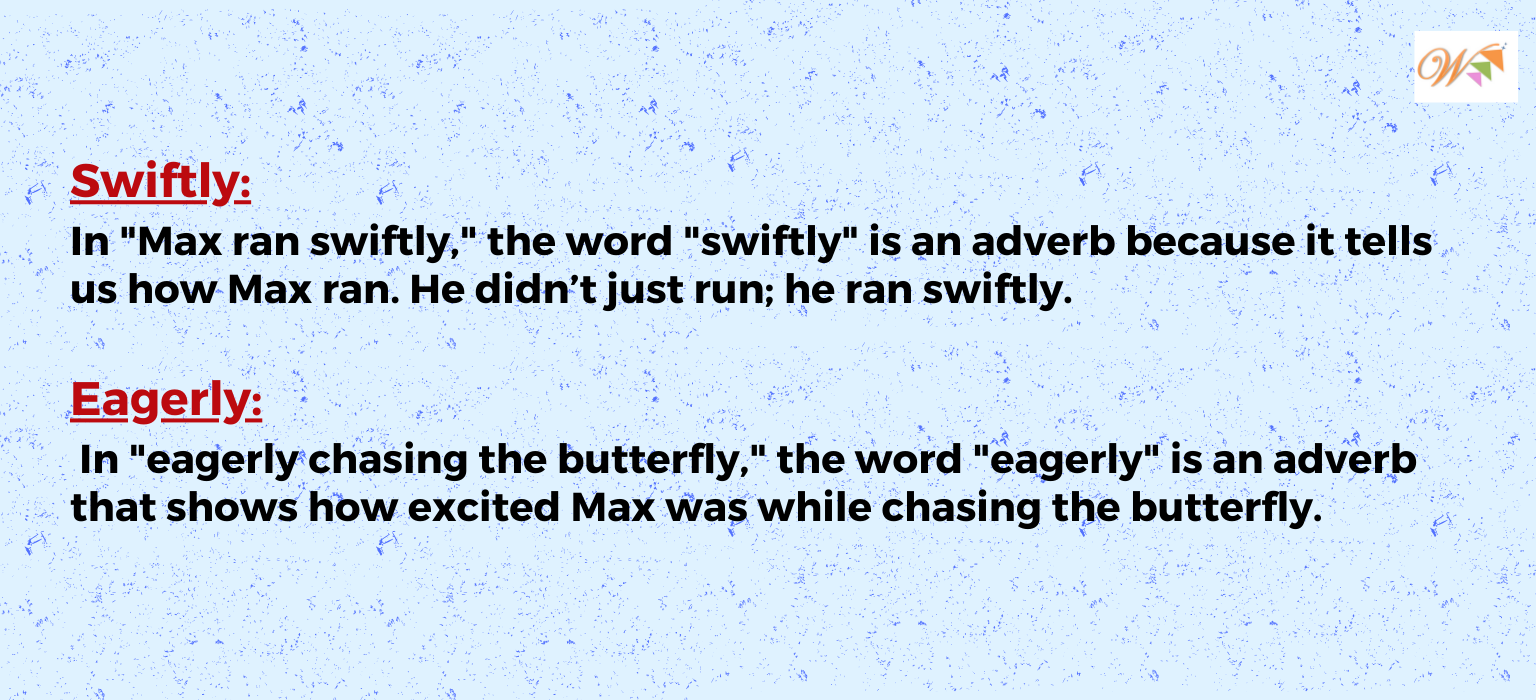 W
Swiftly:
In "Max ran swiftly," the word "swiftly" is an adverb because it tells
us how Max ran. He didn’t just run; he ran swiftly.
Eagerly:
In "eagerly chasing the butterfly," the word "eagerly" is an adverb
that shows how excited Max was while chasing the butterfly.